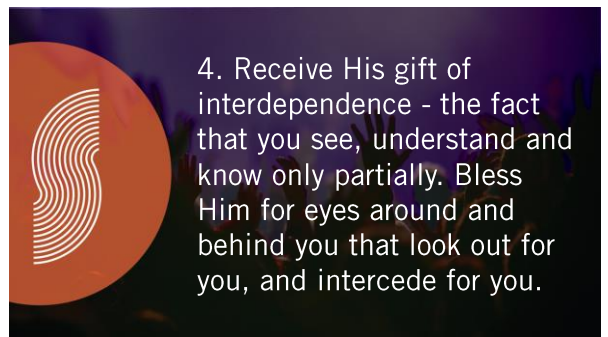 4. Receive His gift of
interdependence - the fact
that you see, understand and
know only partially. Bless
Him for eyes around and
behind you that look out for
you, and intercede for you.